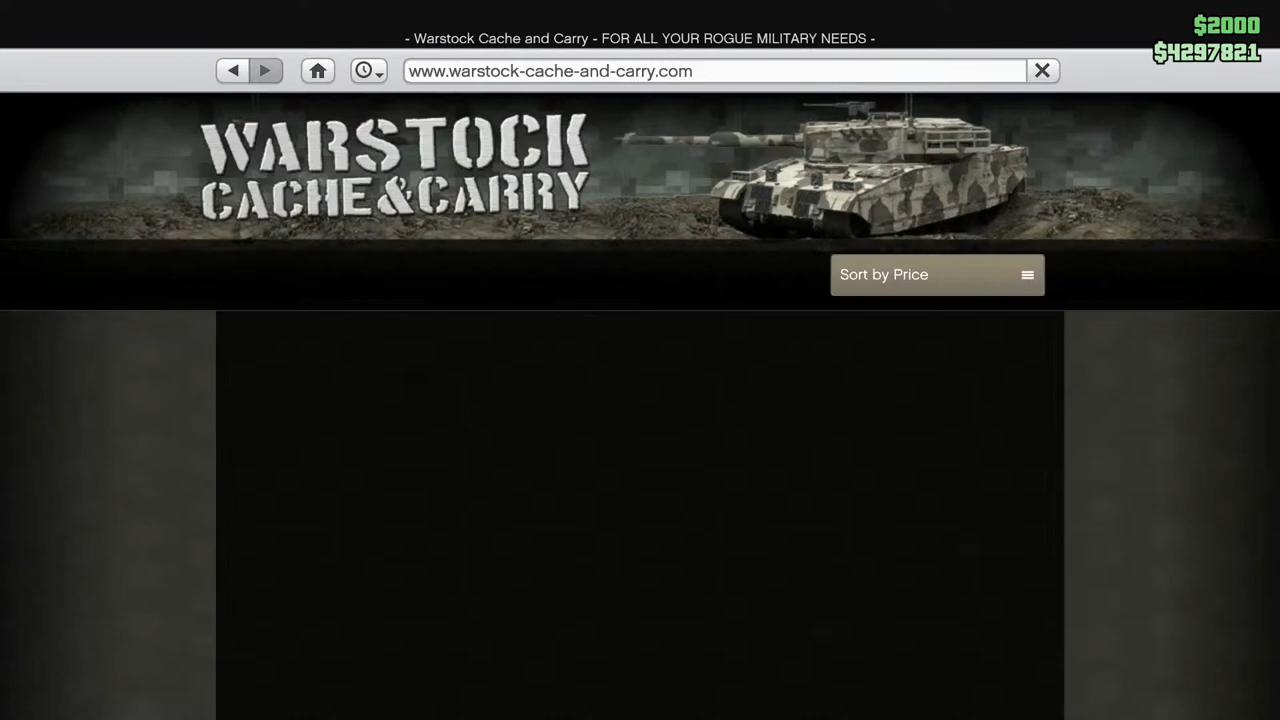 $2000
- Warstock Cache and Carry - FOR ALL YOUR ROGUE MILITARY NEEDS -
$4297821
www.warstock-cache-and-carry.com
WARSTOCK
CACHE&CARRY
Sort by Price